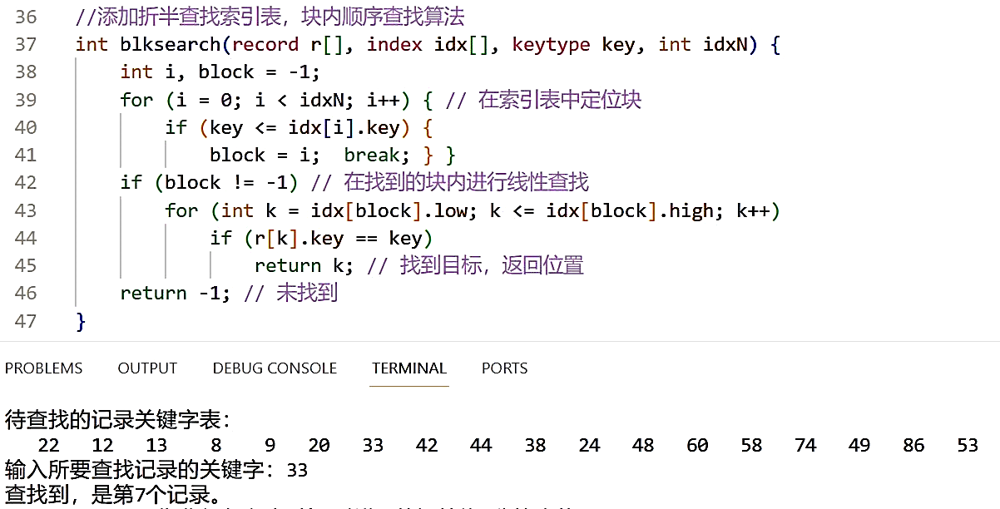 36 //添加折半查找索引表，块内顺序查找算法
37 int blksearch(record r[], index idx[], keytype key, int idxN) {
38 int i, block = -1;
39 for (i = 0; i < idxN; i++) { // 在索引表中定位块
40 if (key <= idx[i].key) {
41 block = i; break; } }
42 if (block != -1) // 在找到的块内进行线性查找
43 for (int k = idx[block].low; k <= idx[block].high; k++)
44 if (r[k].key == key)
45 return k; // 找到目标，返回位置
46 return -1; // 未找到
47 }
PROBLEMS OUTPUT DEBUG CONSOLE TERMINAL PORTS
待查找的记录关键字表：
22 12 13 8 9 20 33 42 44 38 24 48 60 58 74 49 86 53
输入所要查找记录的关键字：33
查找到，是第7个记录。